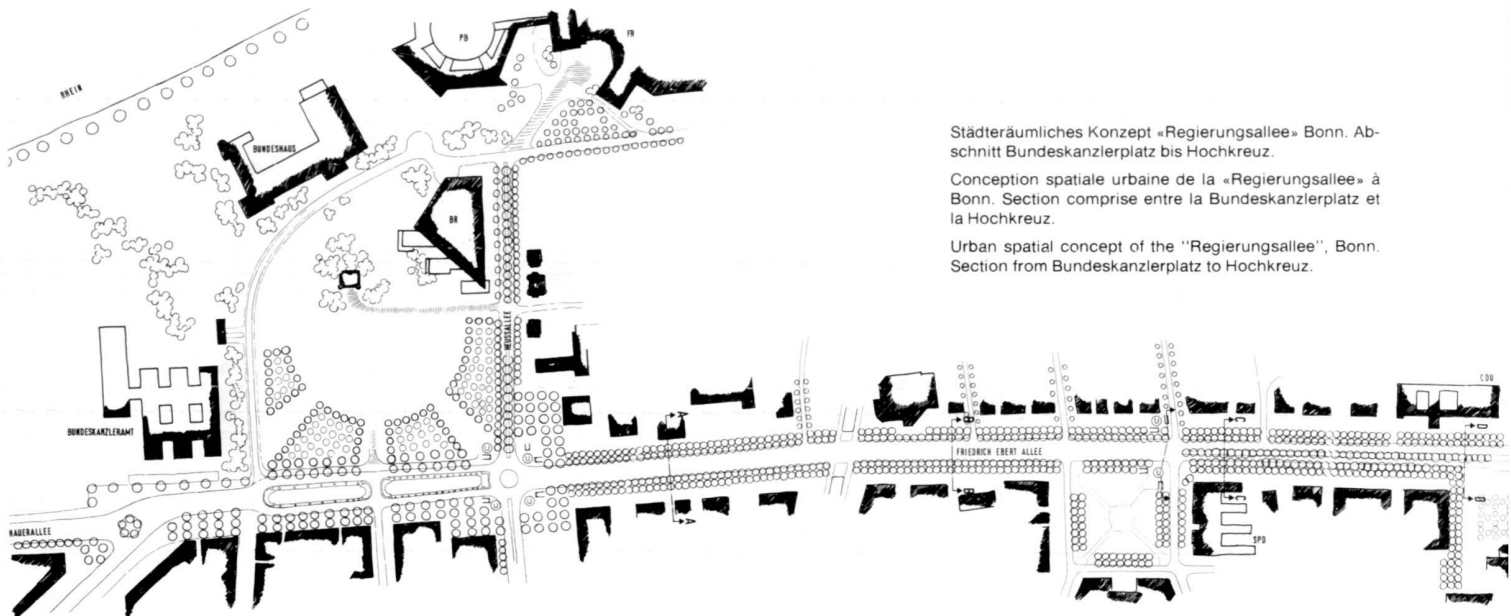 RHEIN
PB
FR
BUNDESHAUS
BR
HEUSSALLEE
BUNDESKANZLERAMT
NAUERALLEE
Städteräumliches Konzept «Regierungsallee» Bonn. Ab-
schnitt Bundeskanzlerplatz bis Hochkreuz.
Conception spatiale urbaine de la «Regierungsallee» à
Bonn. Section comprise entre la Bundeskanzlerplatz et
la Hochkreuz.
Urban spatial concept of the "Regierungsallee", Bonn.
Section from Bundeskanzlerplatz to Hochkreuz.
CDU
A
B
C
D
FRIEDRICH EBERT ALLEE
U
U
U
U
U
U
A
B
C
D
SPD